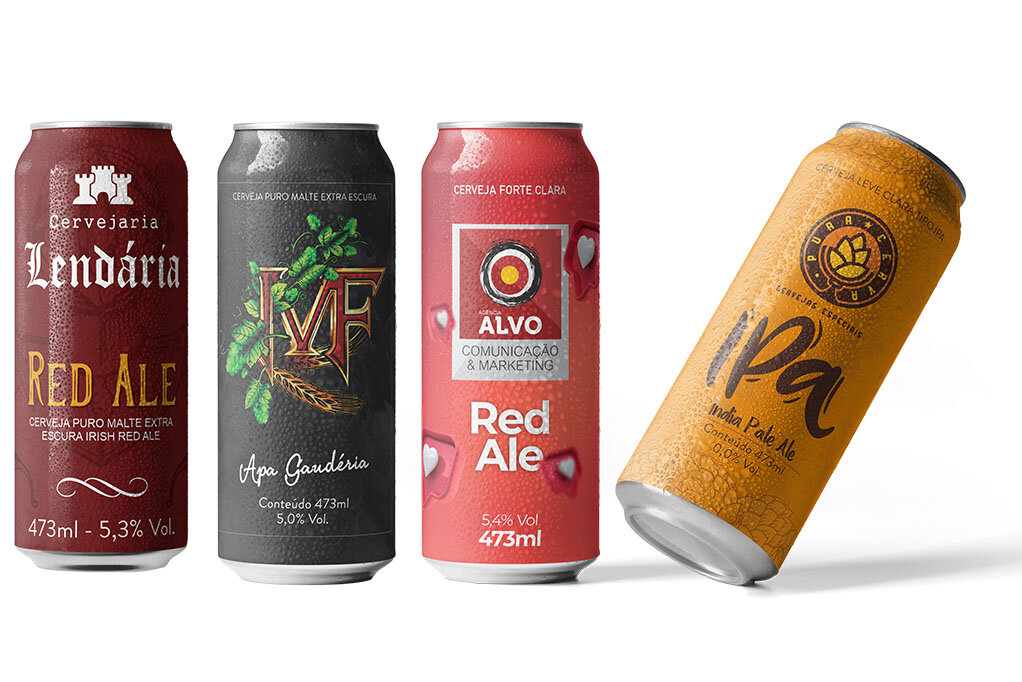 Cervejaria
Lendária
RED ALE
CERVEJA PURO MALTE EXTRA
ESCURA IRISH RED ALE
473ml - 5,3% Vol.
CERVEJA PURO MALTE EXTRA ESCURA
IVF
Apa Gaudéria
Conteúdo 473ml
5,0% Vol.
CERVEJA FORTE CLARA
AGÊNCIA
ALVO
COMUNICAÇÃO
& MARKETING
Red
Ale
5,4% Vol
473ml
CERVEJA LEVE CLARA TIPO IPA
PURA CERVA
CERVEJAS ESPECIAIS
IPa
India Pale Ale
Conteúdo 473ml
0,0% Vol.